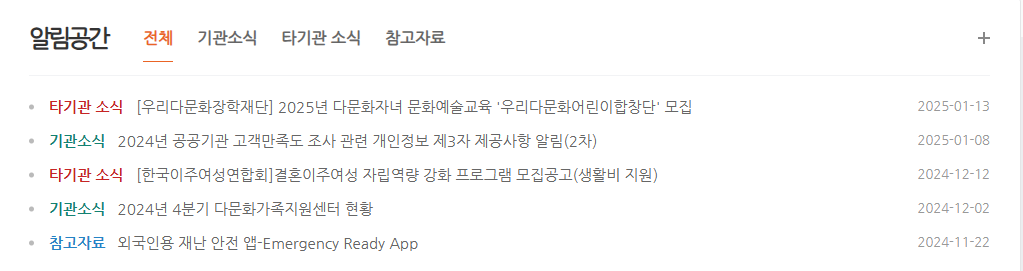 알림공간 전체 기관소식 타기관 소식 참고자료 +
타기관 소식 [우리다문화장학재단] 2025년 다문화자녀 문화예술교육 '우리다문화어린이합창단' 모집 2025-01-13
기관소식 2024년 공공기관 고객만족도 조사 관련 개인정보 제3자 제공사항 알림(2차) 2025-01-08
타기관 소식 [한국이주여성연합회]결혼이주여성 자립역량 강화 프로그램 모집공고(생활비 지원) 2024-12-12
기관소식 2024년 4분기 다문화가족지원센터 현황 2024-12-02
참고자료 외국인용 재난 안전 앱-Emergency Ready App 2024-11-22